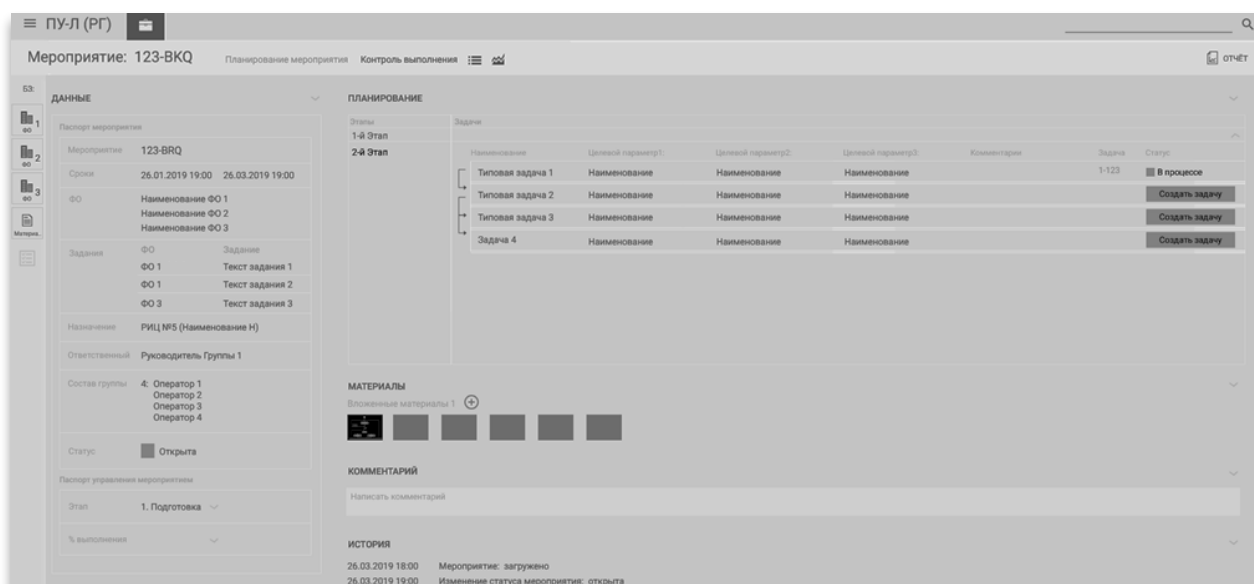 ПУ-Л (РГ)
Мероприятие: 123-BKQ
Планирование мероприятия Контроль выполнения
ОТЧЁТ
БЗ:
ФО 1
ФО 2
ФО 3
Материа...
ДАННЫЕ
Паспорт мероприятия
Мероприятие 123-BRQ
Сроки 26.01.2019 19:00 26.03.2019 19:00
ФО Наименование ФО 1
Наименование ФО 2
Наименование ФО 3
Задания ФО Задание
ФО 1 Текст задания 1
ФО 1 Текст задания 2
ФО 3 Текст задания 3
Назначение РИЦ №5 (Наименование Н)
Ответственный Руководитель Группы 1
Состав группы 4: Оператор 1
Оператор 2
Оператор 3
Оператор 4
Статус Открыта
Паспорт управления мероприятием
Этап 1. Подготовка
% выполнения
ПЛАНИРОВАНИЕ
Этапы Задачи
1-й Этап
2-й Этап
Наименование Целевой параметр1: Целевой параметр2: Целевой параметр3: Комментарии Задача Статус:
Типовая задача 1 Наименование Наименование Наименование 1-123 В процессе
Типовая задача 2 Наименование Наименование Наименование Создать задачу
Типовая задача 3 Наименование Наименование Наименование Создать задачу
Задача 4 Наименование Наименование Наименование Создать задачу
МАТЕРИАЛЫ
Вложенные материалы 1
КОММЕНТАРИЙ
Написать комментарий
ИСТОРИЯ
26.03.2019 18:00 Мероприятие: загружено
26.03.2019 19:00 Изменение статуса мероприятия: открыта